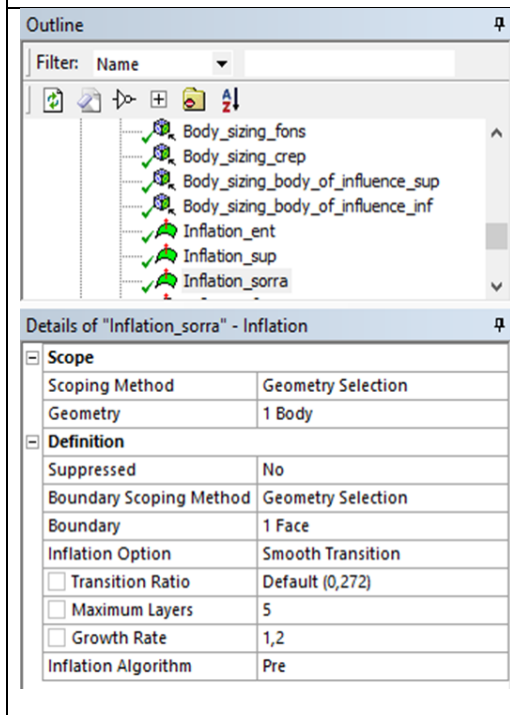 Outline
Filter: Name
Body_sizing_fons
Body_sizing_crep
Body_sizing_body_of_influence_sup
Body_sizing_body_of_influence_inf
Inflation_ent
Inflation_sup
Inflation_sorra
Details of "Inflation_sorra" - Inflation
Scope
Scoping Method Geometry Selection
Geometry 1 Body
Definition
Suppressed No
Boundary Scoping Method Geometry Selection
Boundary 1 Face
Inflation Option Smooth Transition
Transition Ratio Default (0,272)
Maximum Layers 5
Growth Rate 1,2
Inflation Algorithm Pre